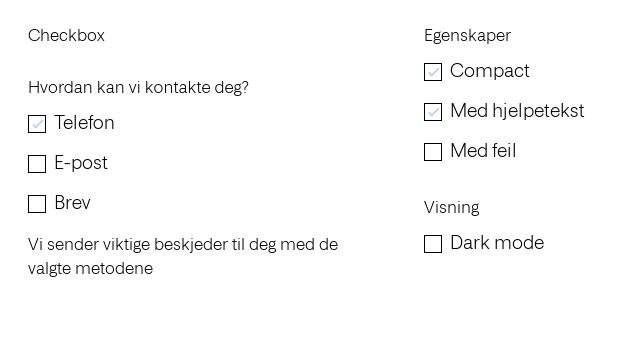 Checkbox
Hvordan kan vi kontakte deg?
Telefon
E-post
Brev
Vi sender viktige beskjeder til deg med de
valgte metodene
Egenskaper
Compact
Med hjelpetekst
Med feil
Visning
Dark mode